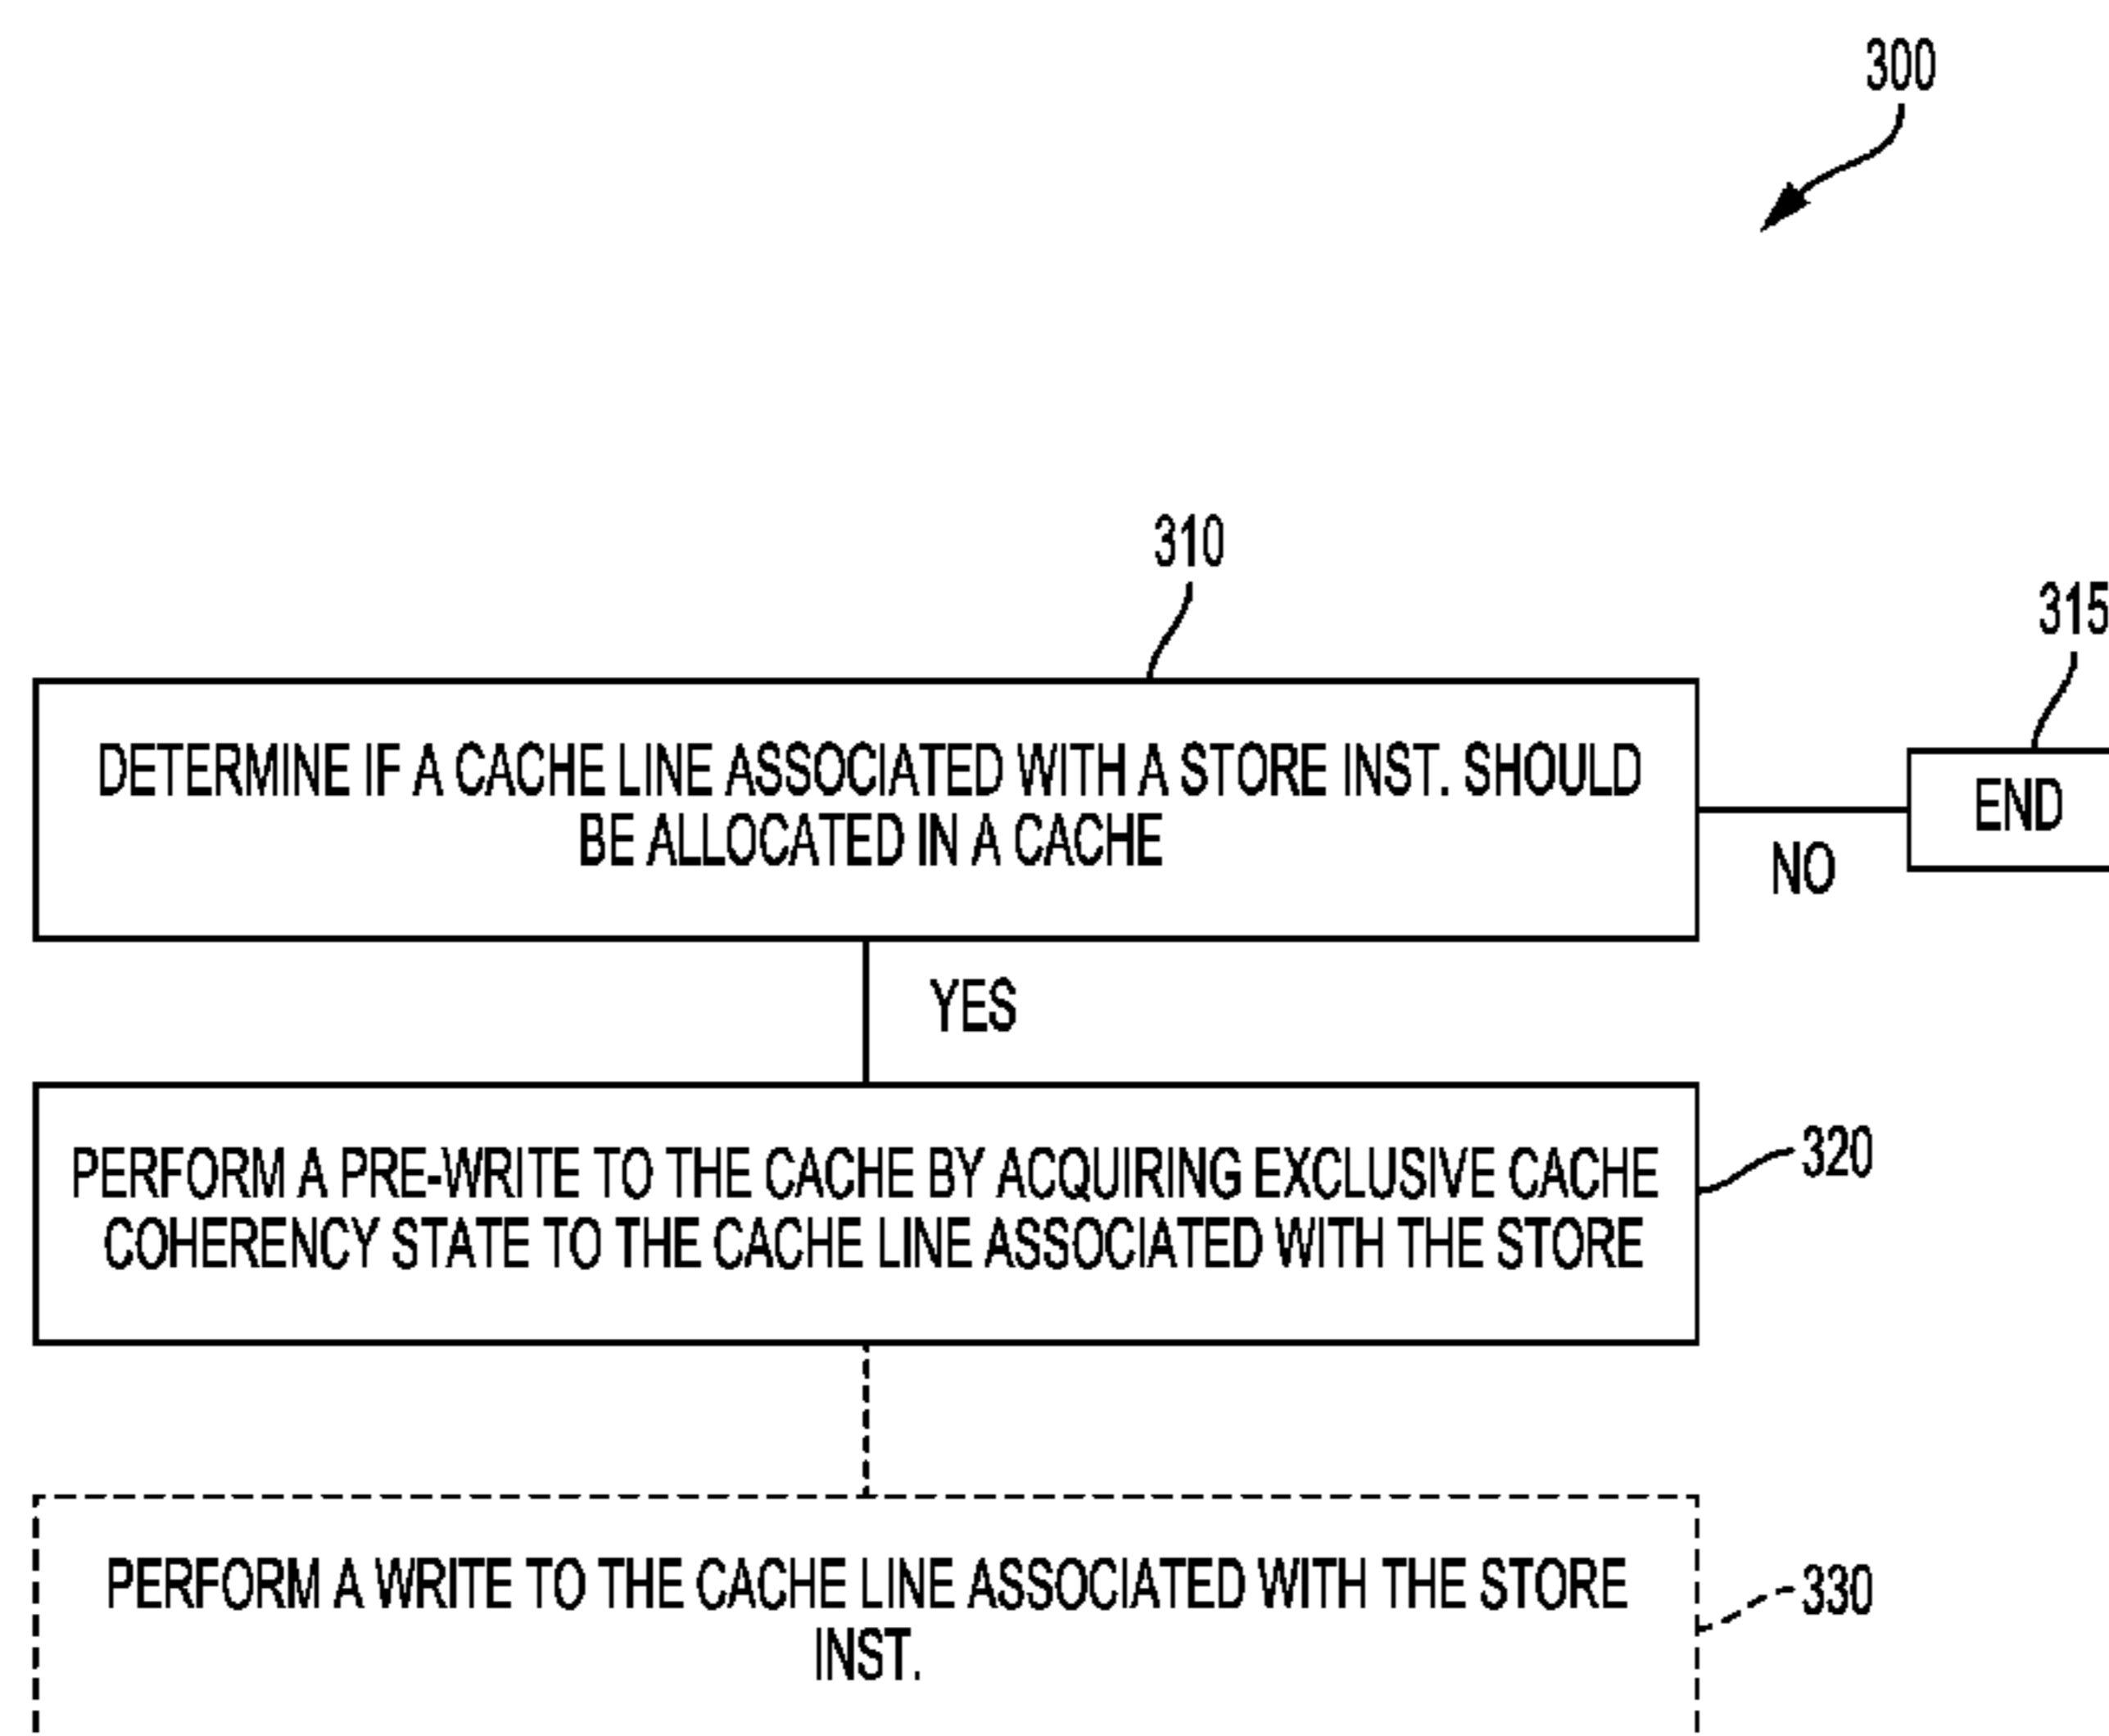 300
310
315
DETERMINE IF A CACHE LINE ASSOCIATED WITH A STORE INST. SHOULD
BE ALLOCATED IN A CACHE
END
NO
YES
PERFORM A PRE-WRITE TO THE CACHE BY ACQUIRING EXCLUSIVE CACHE
COHERENCY STATE TO THE CACHE LINE ASSOCIATED WITH THE STORE
320
PERFORM A WRITE TO THE CACHE LINE ASSOCIATED WITH THE STORE
INST.
330